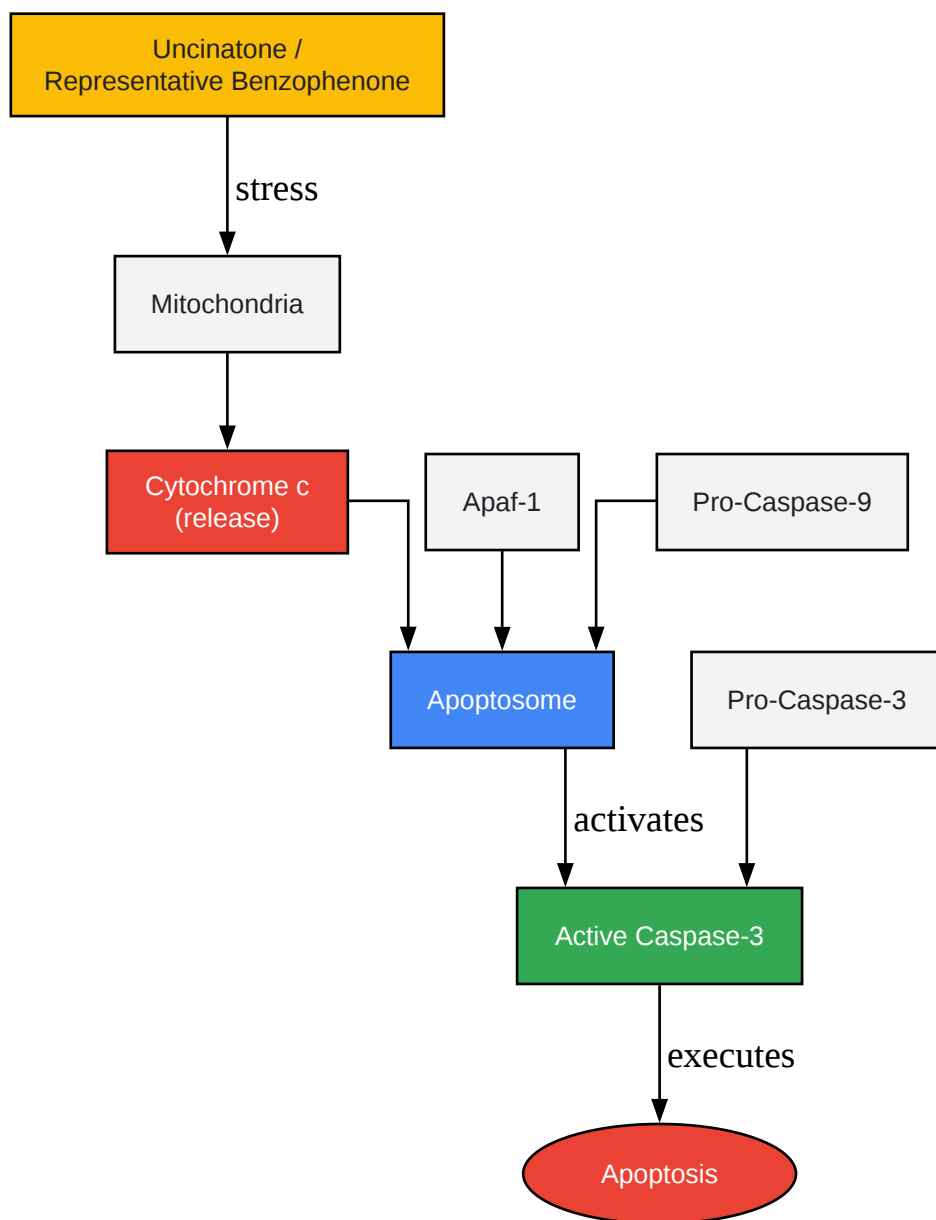 Uncinatone /
Representative Benzophenone
stress
Mitochondria
Cytochrome c
(release)
Apaf-1
Pro-Caspase-9
Apoptosome
Pro-Caspase-3
activates
Active Caspase-3
executes
Apoptosis